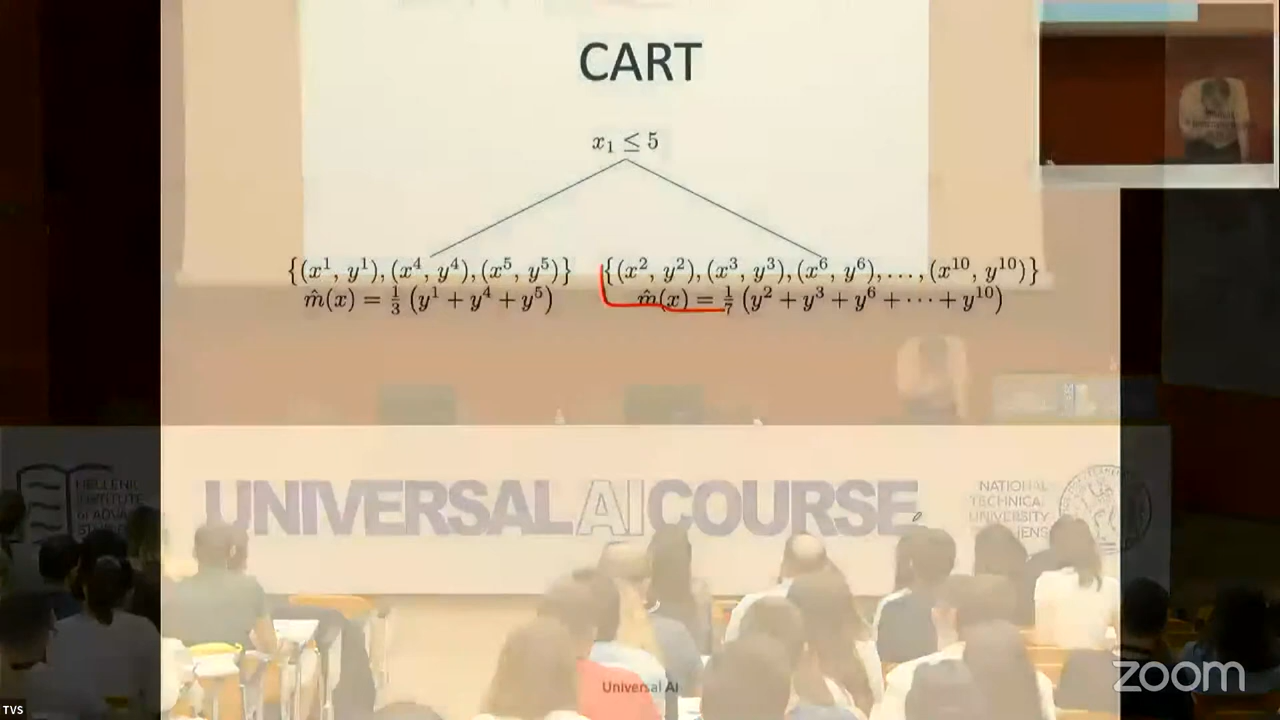 CART
x₁ ≤ 5
{(x¹, y¹), (x⁴, y⁴), (x⁵, y⁵)}
m̂(x) = 1/3 (y¹ + y⁴ + y⁵)
{(x², y²), (x³, y³), (x⁶, y⁶), . . . , (x¹⁰, y¹⁰)}
m̂(x) = 1/7 (y² + y³ + y⁶ + · · · + y¹⁰)
HELLENIC
INSTITUTE
UNIVERSAL AI COURSE
NATIONAL
TECHNICAL
UNIVERSITY
Universal AI
zoom
TVS